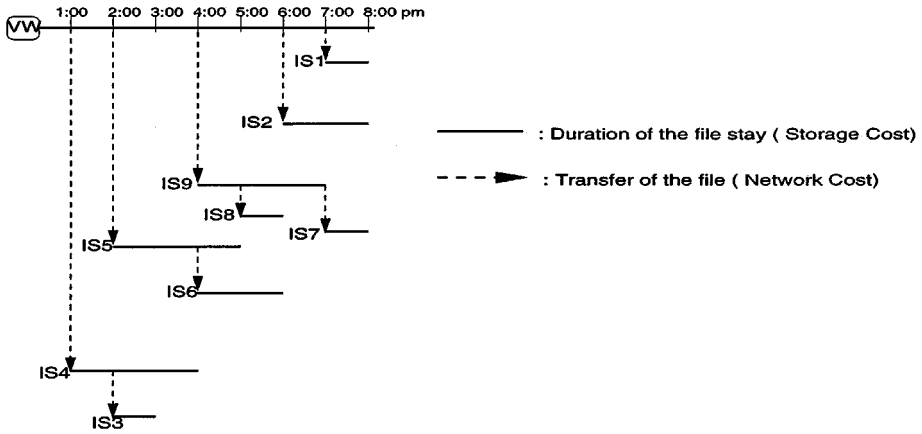 1:00 2:00 3:00 4:00 5:00 6:00 7:00 8:00 pm
VW
IS1
IS2
: Duration of the file stay ( Storage Cost)
IS9
: Transfer of the file ( Network Cost)
IS8
IS7
IS5
IS6
IS4
IS3